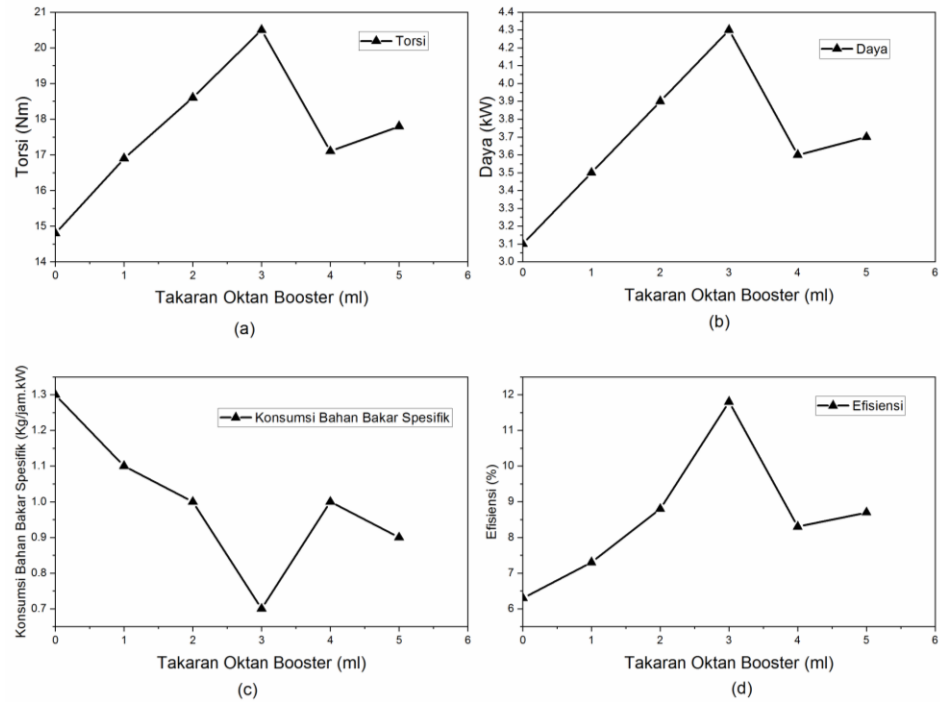 21
20
19
18
17
16
15
14
Torsi (Nm)
Torsi
0 1 2 3 4 5 6
Takaran Oktan Booster (ml)
(a)
4.4
4.3
4.2
4.1
4.0
3.9
3.8
3.7
3.6
3.5
3.4
3.3
3.2
3.1
3.0
Daya (kW)
Daya
0 1 2 3 4 5 6
Takaran Oktan Booster (ml)
(b)
1.3
1.2
1.1
1.0
0.9
0.8
0.7
Konsumsi Bahan Bakar Spesifik (Kg/jam.kW)
Konsumsi Bahan Bakar Spesifik
0 1 2 3 4 5 6
Takaran Oktan Booster (ml)
(c)
12
11
10
9
8
7
6
Efisiensi (%)
Efisiensi
0 1 2 3 4 5 6
Takaran Oktan Booster (ml)
(d)